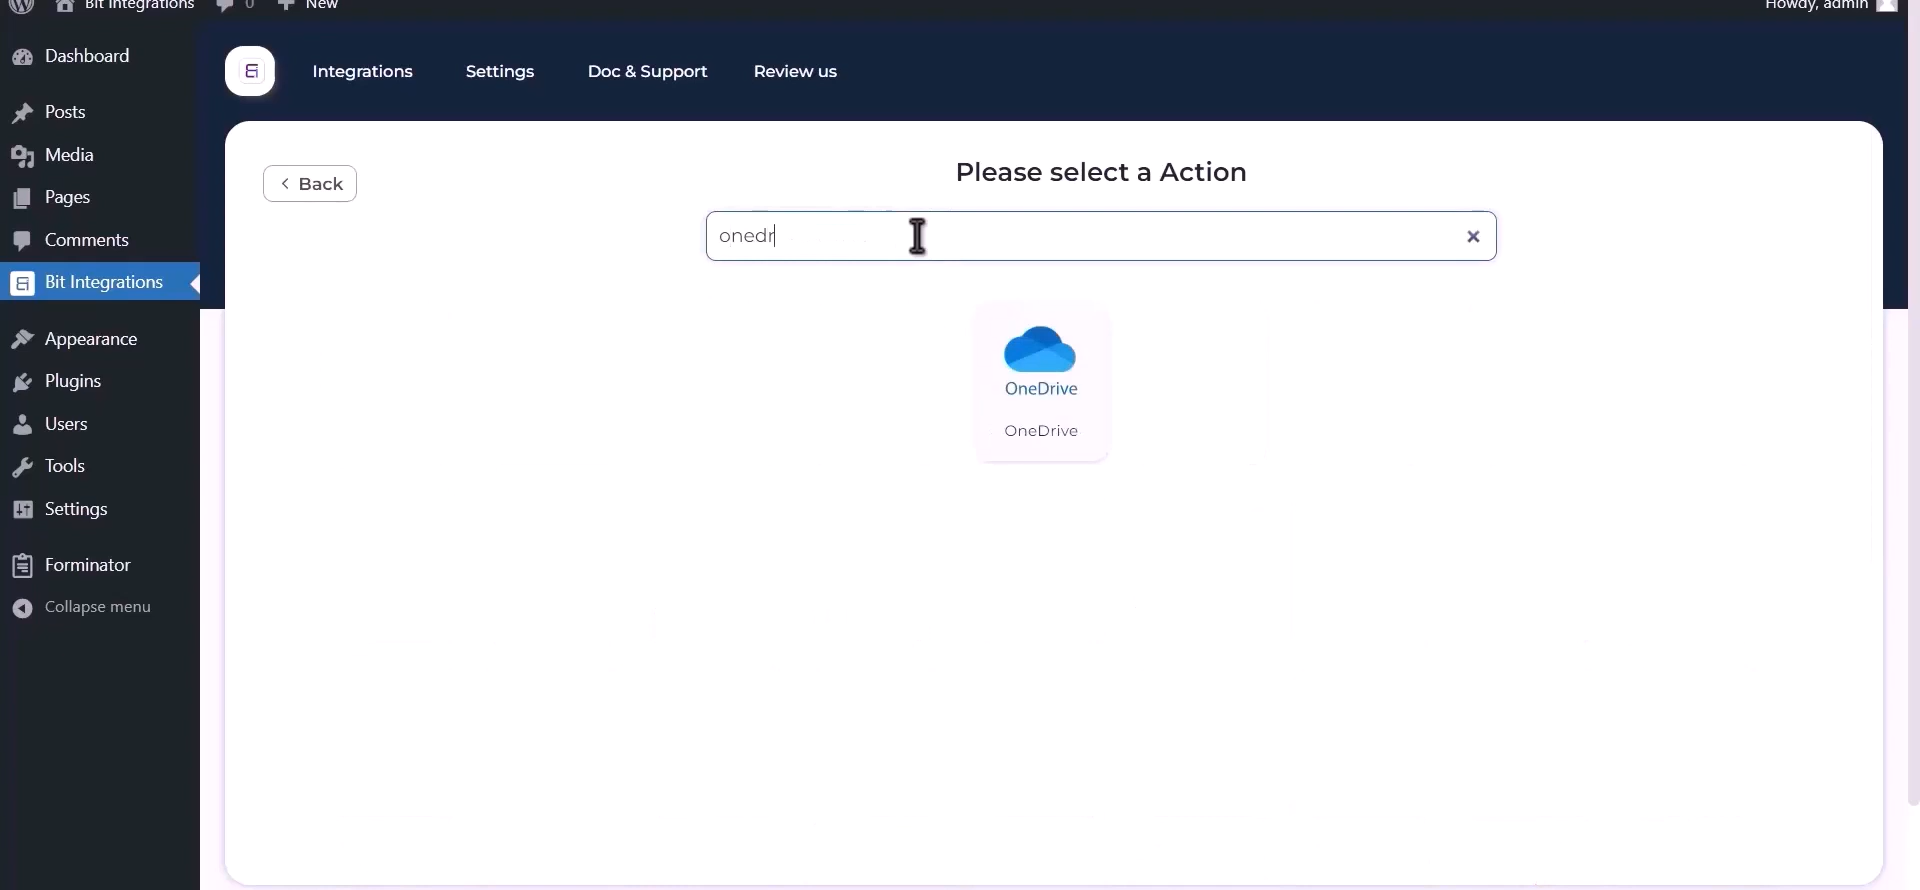 Bit Integrations 0 New Howdy, admin
Dashboard
Posts
Media
Pages
Comments
Bit Integrations
Appearance
Plugins
Users
Tools
Settings
Forminator
Collapse menu
Integrations Settings Doc & Support Review us
Back
Please select a Action
onedr
OneDrive
OneDrive